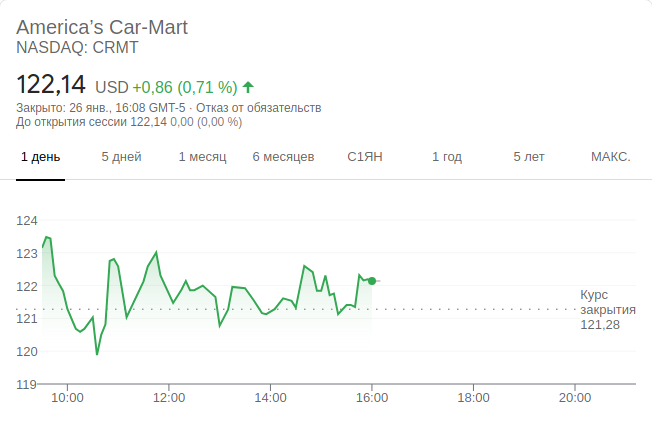 America’s Car-Mart
NASDAQ: CRMT
122,14 USD +0,86 (0,71 %)
Закрыто: 26 янв., 16:08 GMT-5 · Отказ от обязательств
До открытия сессии 122,14 0,00 (0,00 %)
1 день 5 дней 1 месяц 6 месяцев С1ЯН 1 год 5 лет МАКС.
124
123
122
Курс
закрытия
121,28
121
120
119
10:00 12:00 14:00 16:00 18:00 20:00